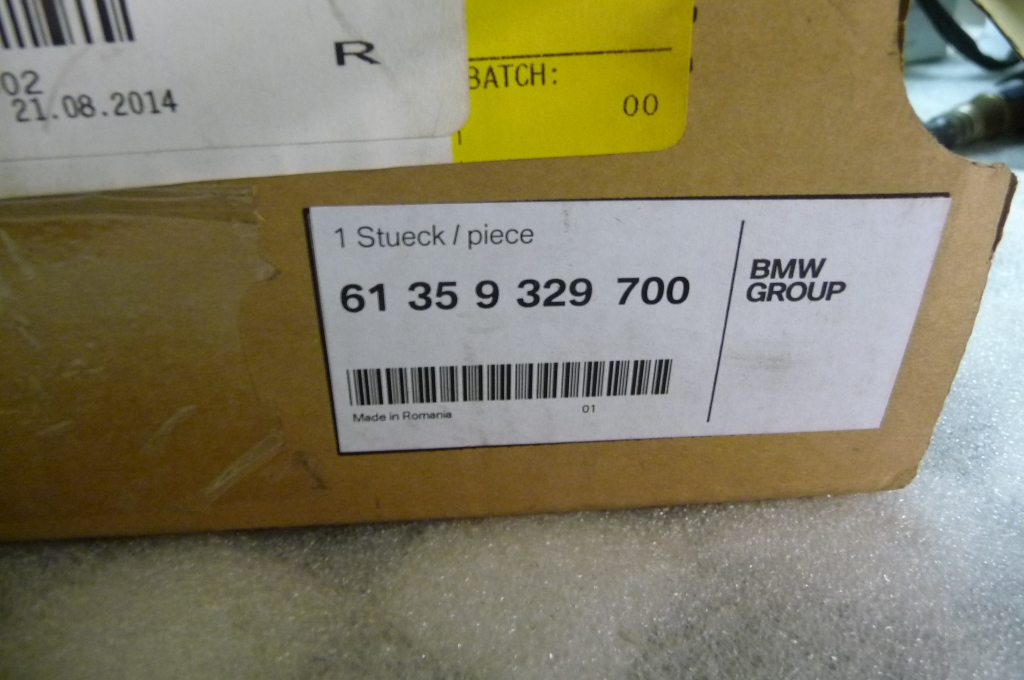 R
02
21.08.2014
BATCH:
00
1 Stueck / piece
61 35 9 329 700
BMW
GROUP
Made in Romania
01